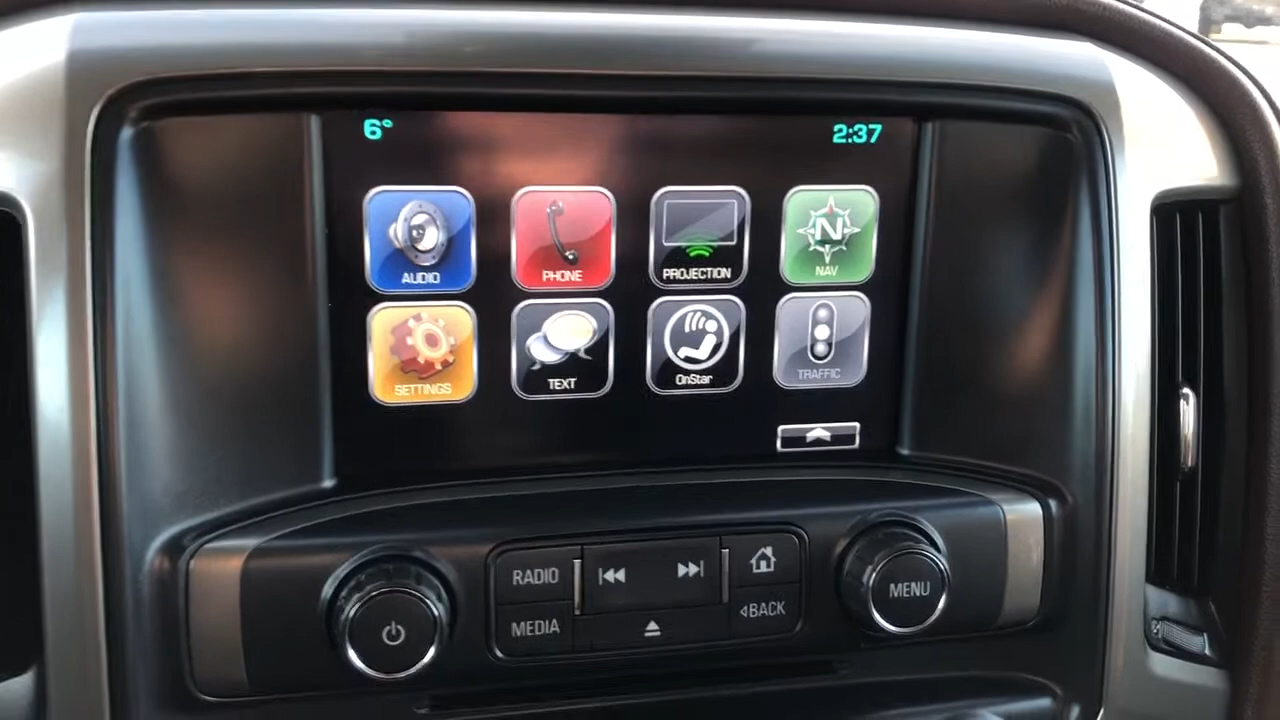 6°
2:37
AUDIO
PHONE
PROJECTION
N
NAV
SETTINGS
TEXT
OnStar
TRAFFIC
RADIO
MEDIA
BACK
MENU